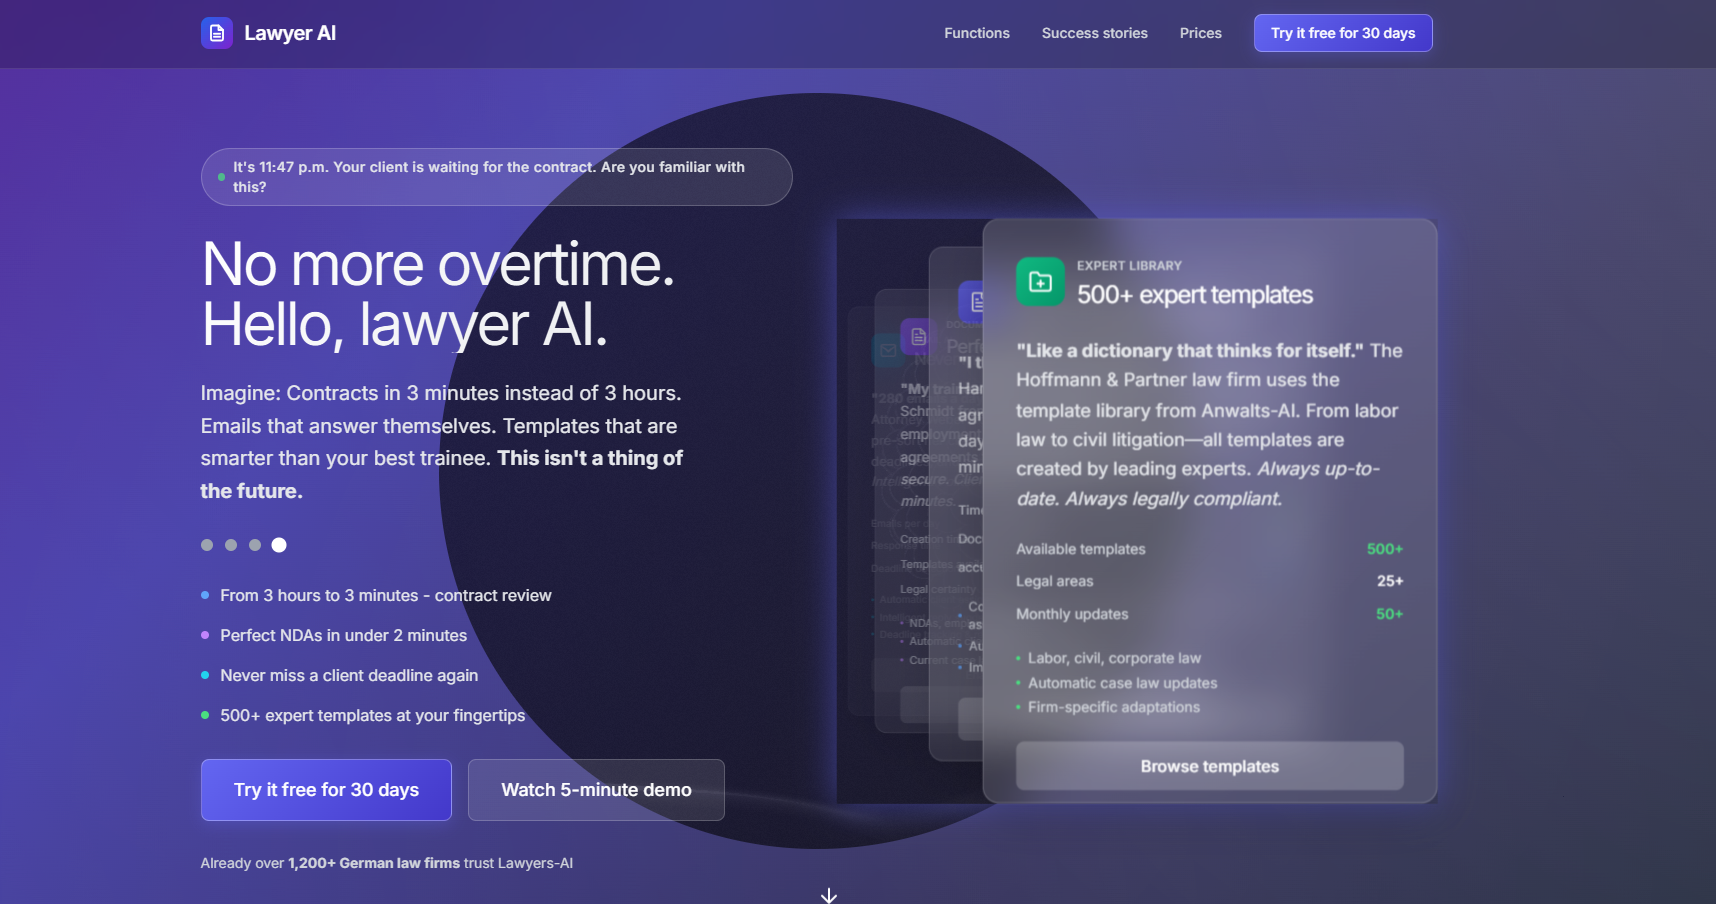 Lawyer AI
Functions
Success stories
Prices
Try it free for 30 days
It's 11:47 p.m. Your client is waiting for the contract. Are you familiar with
this?
No more overtime.
Hello, lawyer AI.
Imagine: Contracts in 3 minutes instead of 3 hours.
Emails that answer themselves. Templates that are
smarter than your best trainee. This isn't a thing of
the future.
From 3 hours to 3 minutes - contract review
Perfect NDAs in under 2 minutes
Never miss a client deadline again
500+ expert templates at your fingertips
Try it free for 30 days
Watch 5-minute demo
Already over 1,200+ German law firms trust Lawyers-AI
EXPERT LIBRARY
500+ expert templates
"Like a dictionary that thinks for itself." The
Hoffmann & Partner law firm uses the
template library from Anwalts-AI. From labor
law to civil litigation—all templates are
created by leading experts. Always up-to-
date. Always legally compliant.
Available templates 500+
Legal areas 25+
Monthly updates 50+
Labor, civil, corporate law
Automatic case law updates
Firm-specific adaptations
Browse templates